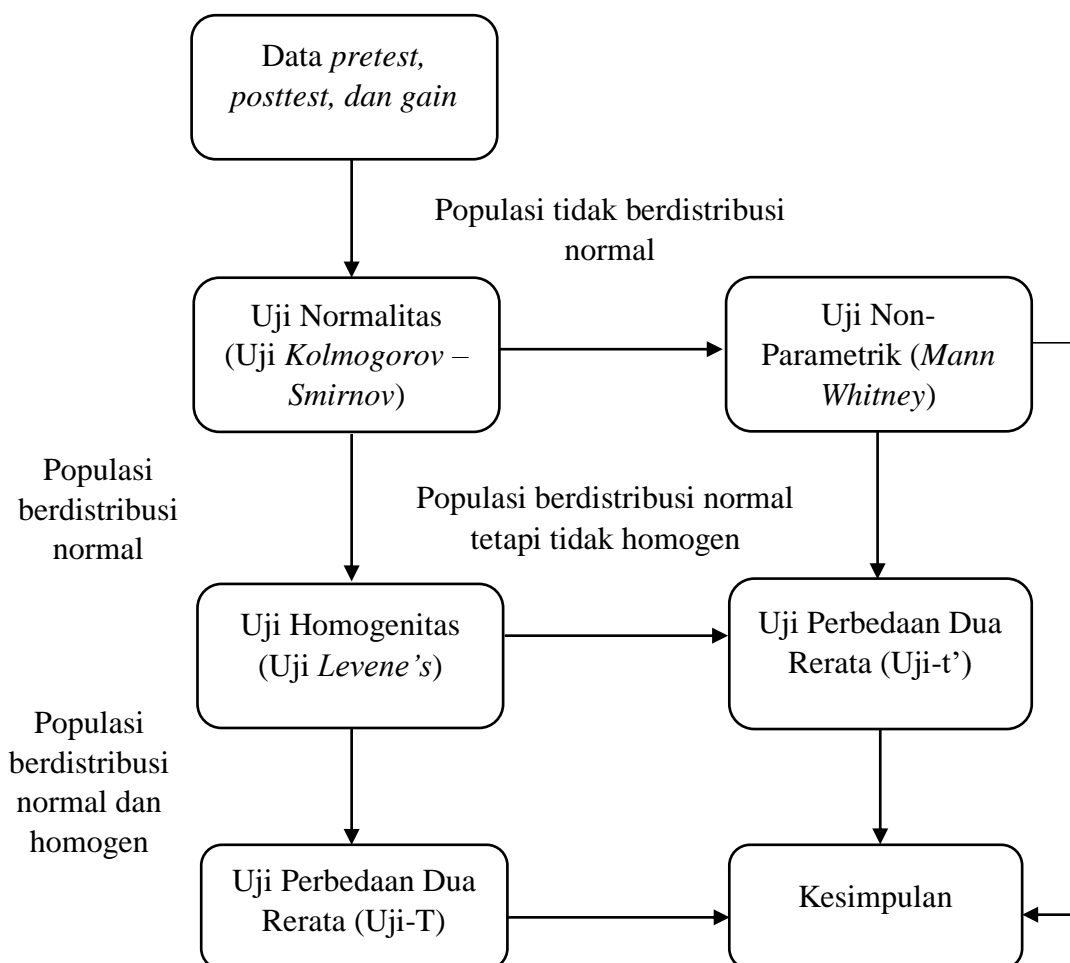 Data pretest,
posttest, dan gain
Populasi tidak berdistribusi
normal
Uji Normalitas
(Uji Kolmogorov –
Smirnov)
Uji Non-
Parametrik (Mann
Whitney)
Populasi
berdistribusi
normal
Populasi berdistribusi normal
tetapi tidak homogen
Uji Homogenitas
(Uji Levene’s)
Uji Perbedaan Dua
Rerata (Uji-t’)
Populasi
berdistribusi
normal dan
homogen
Uji Perbedaan Dua
Rerata (Uji-T)
Kesimpulan